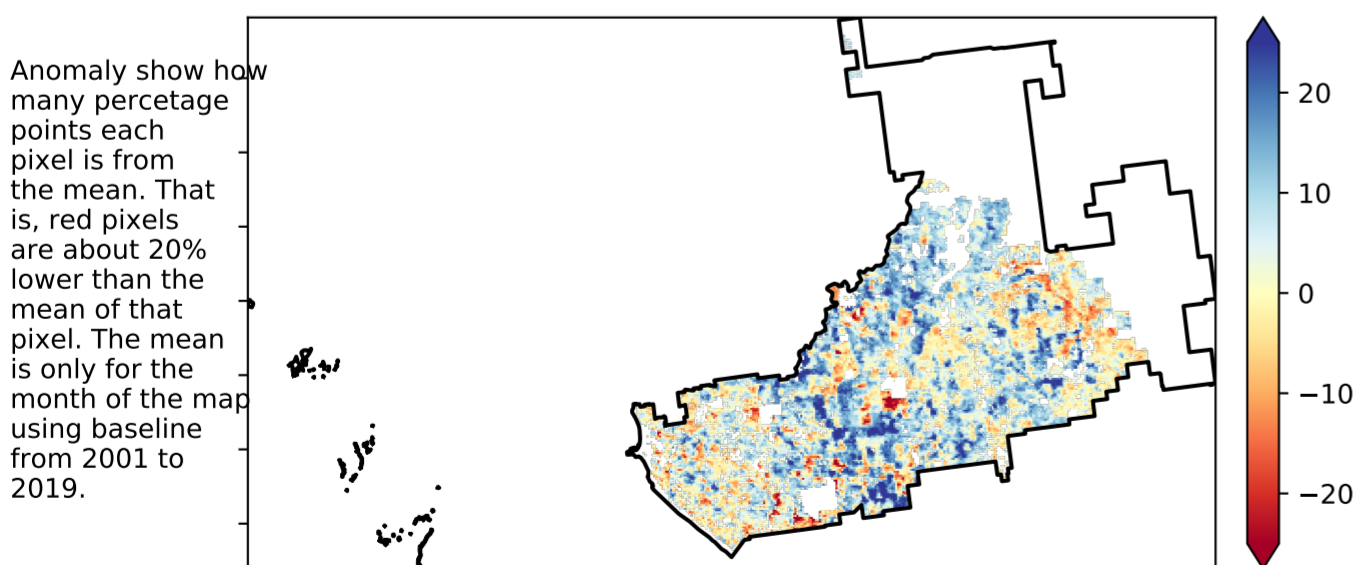 Anomaly show how
many percetage
points each
pixel is from
the mean. That
is, red pixels
are about 20%
lower than the
mean of that
pixel. The mean
is only for the
month of the map
using baseline
from 2001 to
2019.
20
10
0
−10
−20